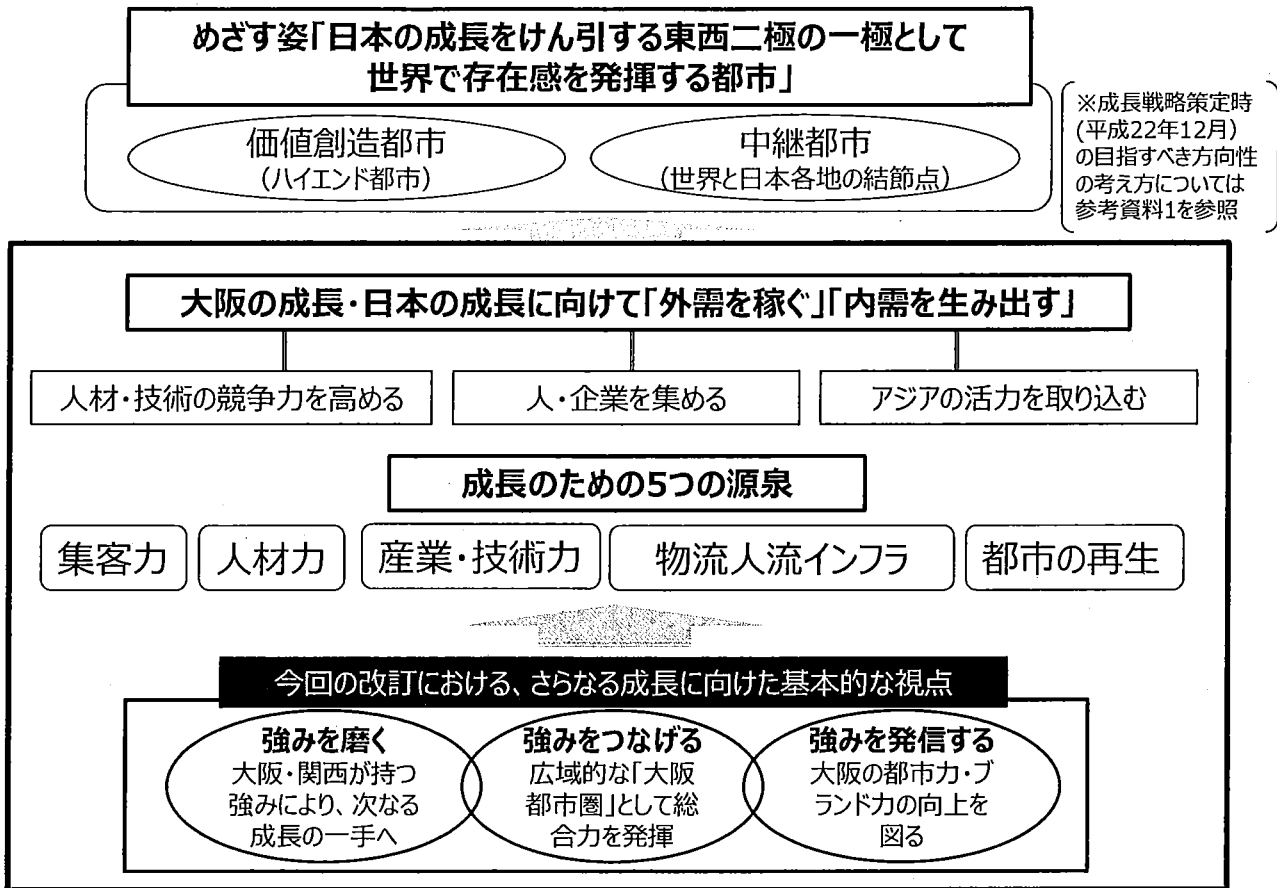 めざす姿「日本の成長をけん引する東西二極の一極として
世界で存在感を発揮する都市」
価値創造都市
(ハイエンド都市)
中継都市
(世界と日本各地の結節点)
※成長戦略策定時
(平成22年12月)
の目指すべき方向性
の考え方については
参考資料1を参照
大阪の成長・日本の成長に向けて「外需を稼ぐ」「内需を生み出す」
人材・技術の競争力を高める
人・企業を集める
アジアの活力を取り込む
成長のための5つの源泉
集客力
人材力
産業・技術力
物流人流インフラ
都市の再生
今回の改訂における、さらなる成長に向けた基本的な視点
強みを磨く
大阪・関西が持つ
強みにより、次なる
成長の一手へ
強みをつなげる
広域的な「大阪
都市圏」として総
合力を発揮
強みを発信する
大阪の都市力・ブ
ランド力の向上を
図る